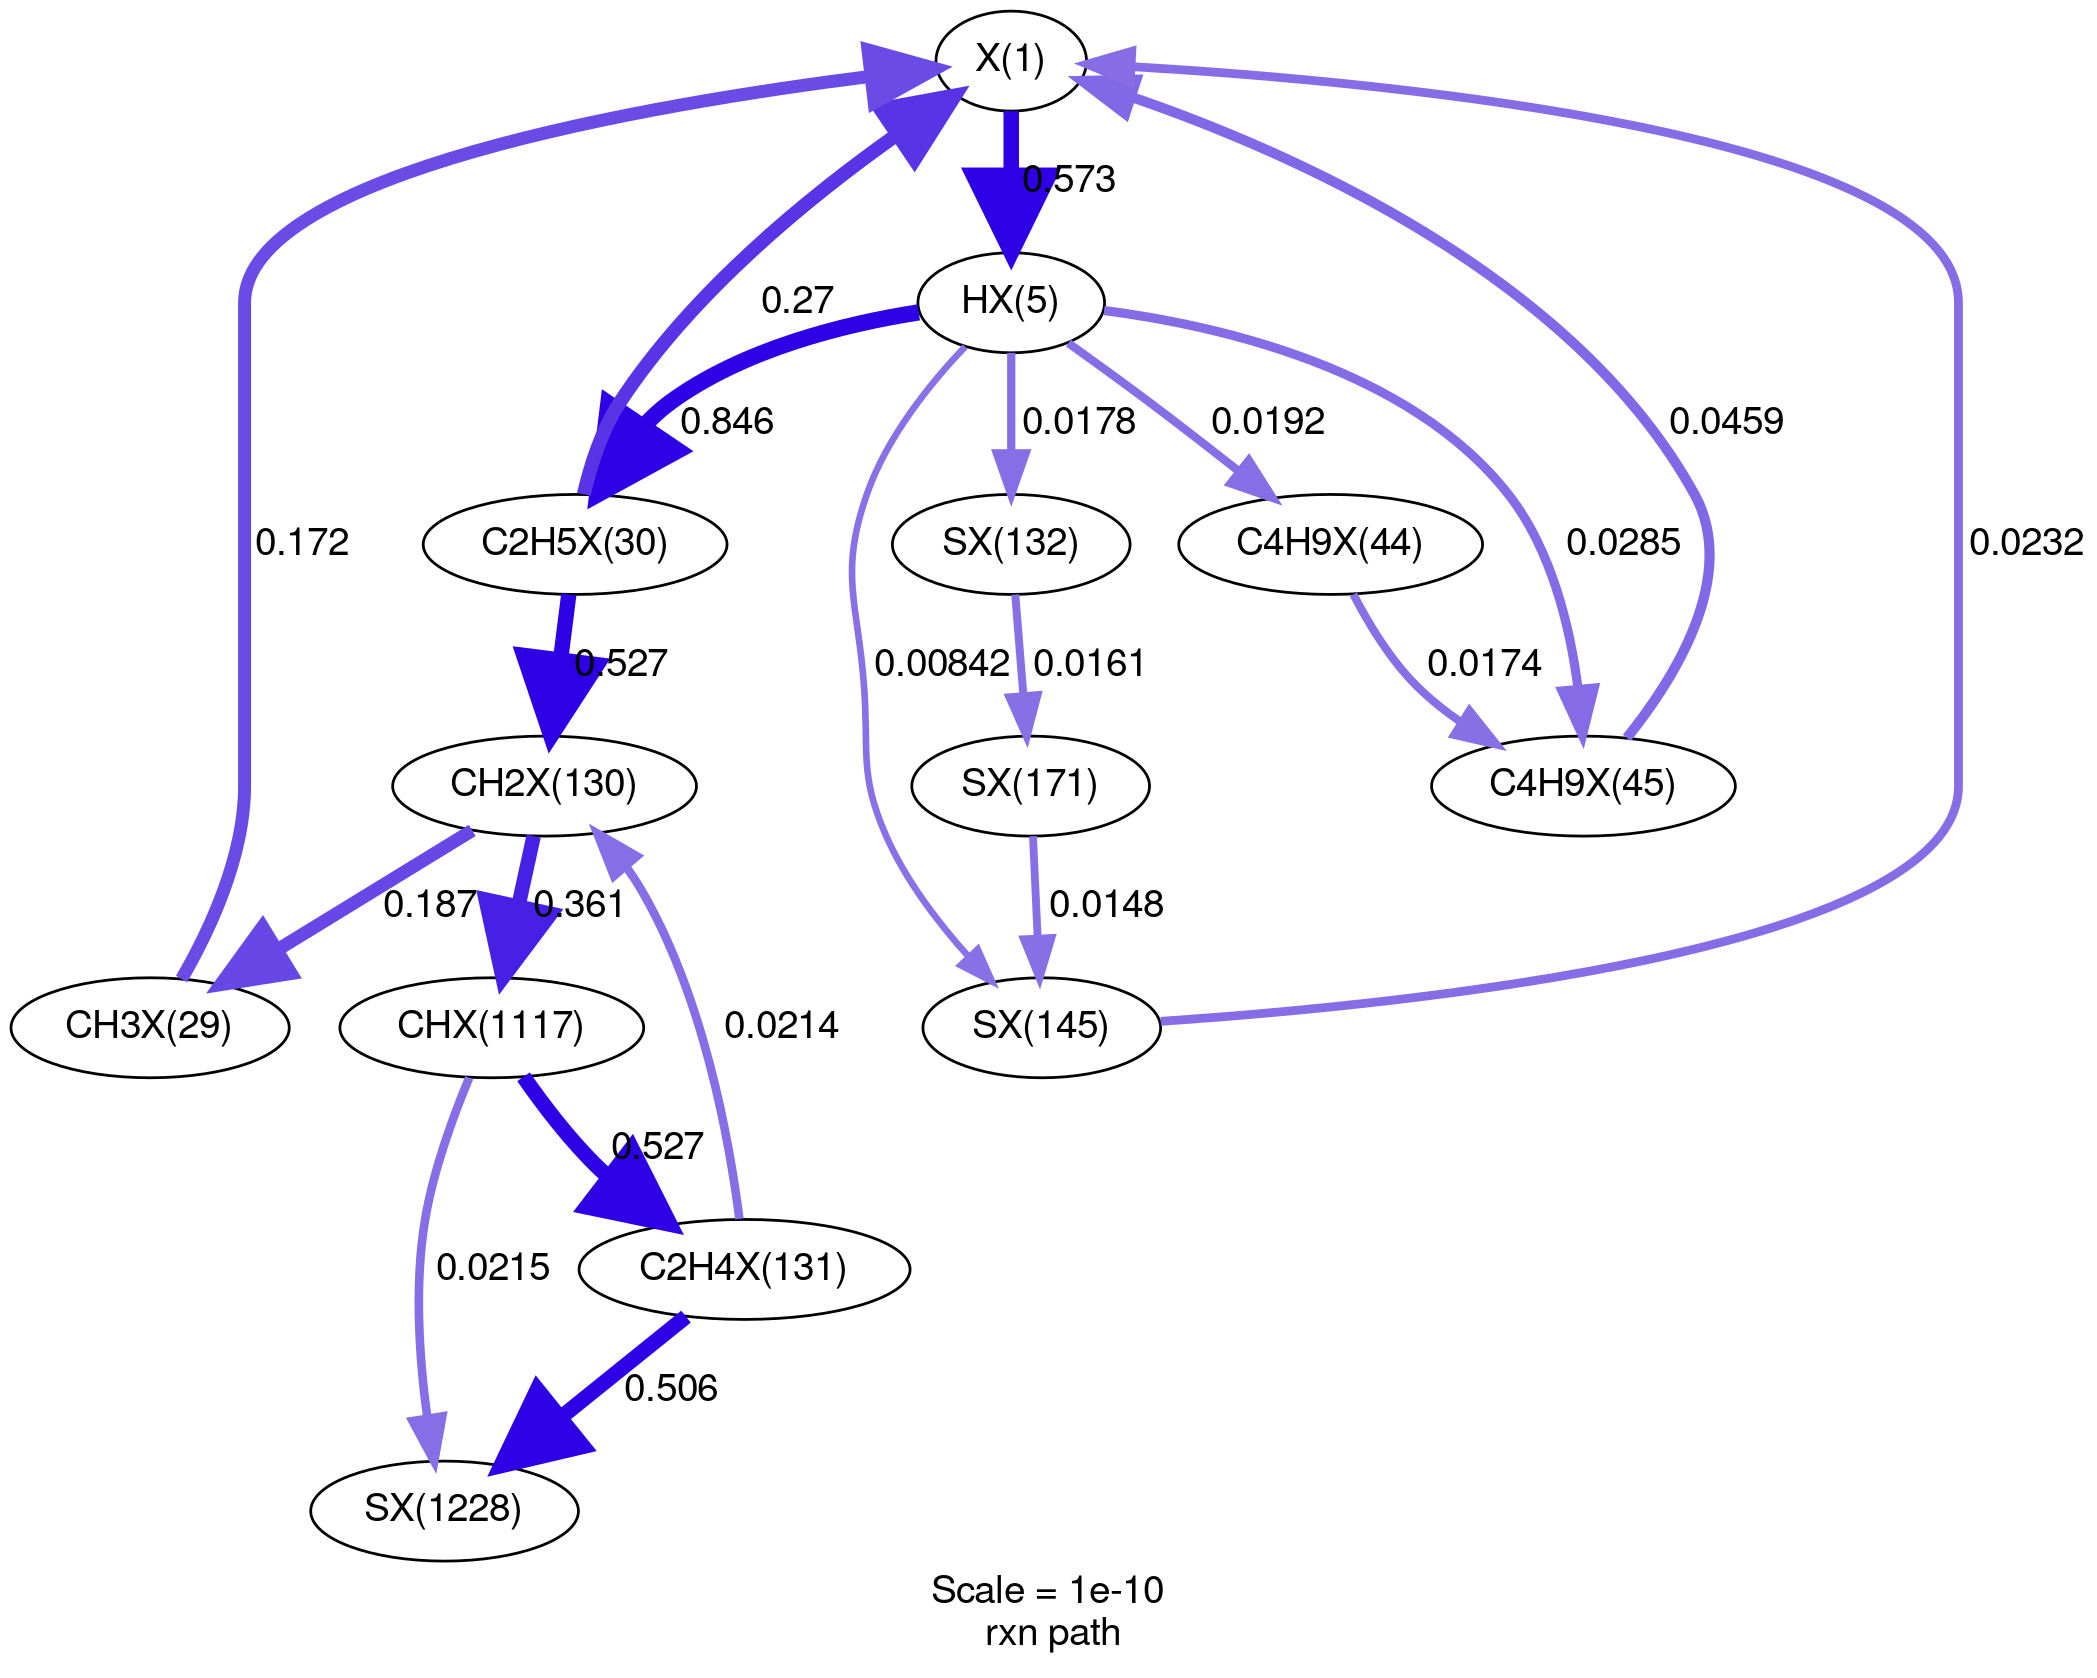 X(1)
0.573
0.27
HX(5)
0.846
0.0178
0.0192
0.0459
0.172
C2H5X(30)
SX(132)
C4H9X(44)
0.0285
0.0232
0.527
0.00842
0.0161
0.0174
CH2X(130)
SX(171)
C4H9X(45)
0.187
0.361
0.0148
CH3X(29)
CHX(1117)
0.0214
SX(145)
0.527
0.0215
C2H4X(131)
0.506
SX(1228)
Scale = 1e-10
rxn path